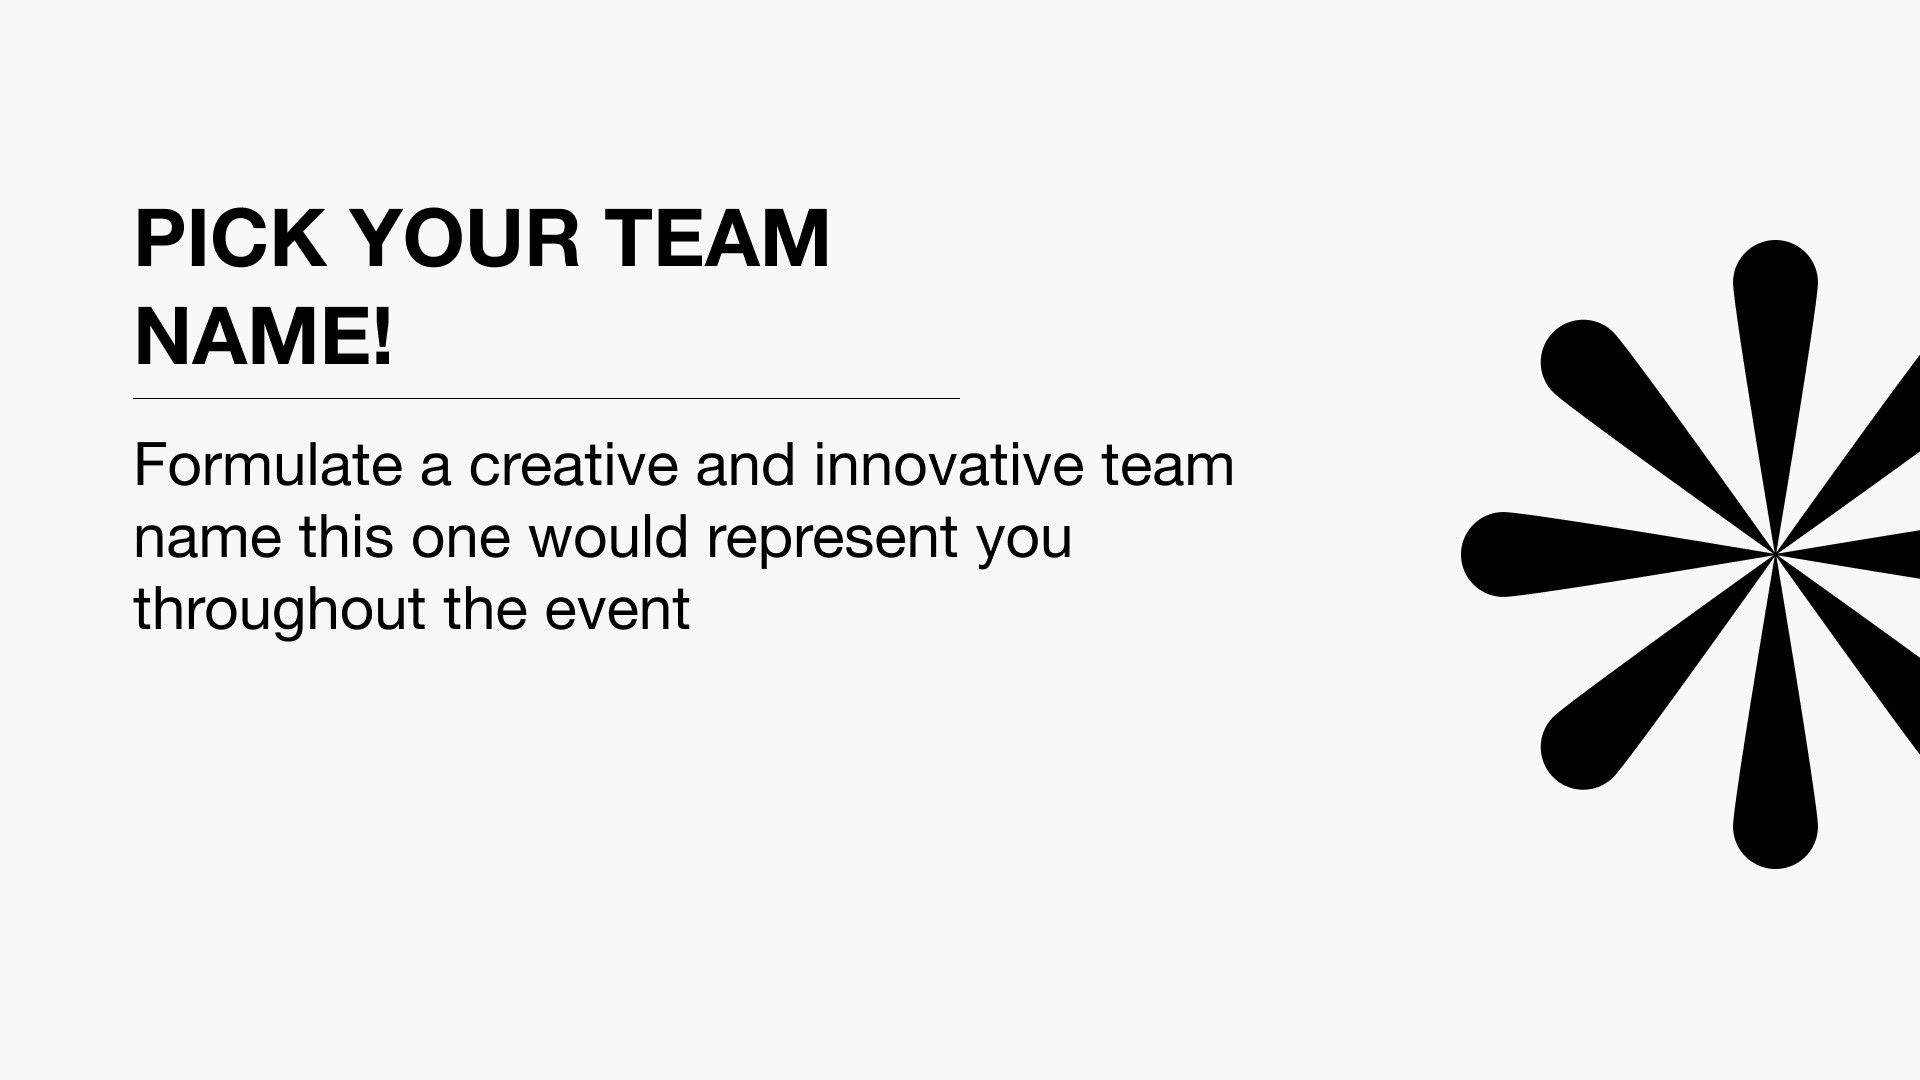 PICK YOUR TEAM
NAME!
Formulate a creative and innovative team
name this one would represent you
throughout the event